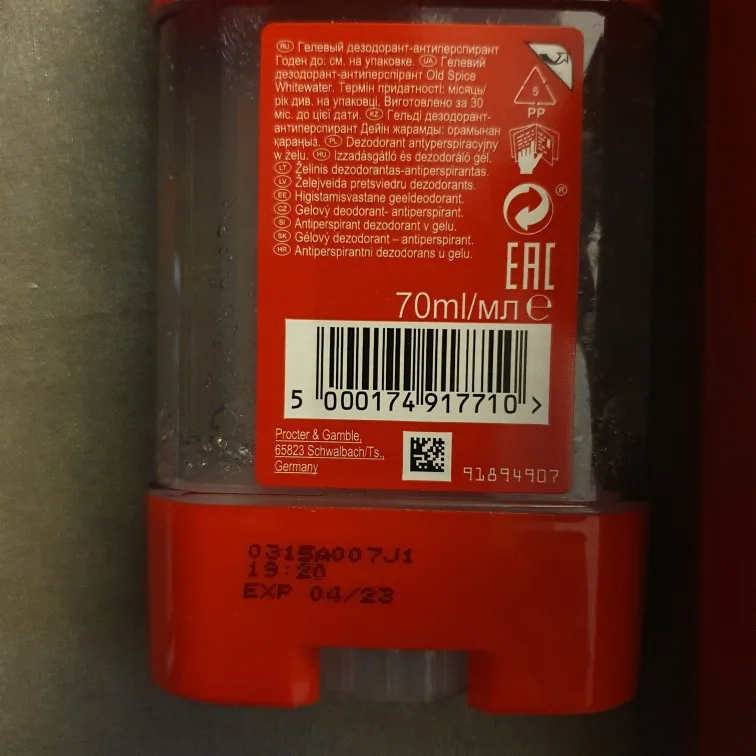 (RU) Гелевый дезодорант-антиперспирант
Годен до: см. на упаковке. (UA) Гелевий
дезодорант-антиперспірант Old Spice
Whitewater. Термін придатності: місяць/
рік див. на упаковці. Виготовлено за 30
міс. до цієї дати. (KZ) Гельді дезодорант-
антиперспирант Дейін жарамды: орамынан
қараңыз. (PL) Dezodorant antyperspiracyjny
w żelu. (HU) Izzadásgátló és dezodoráló gél.
(LT) Želinis dezodorantas-antiperspirantas.
(LV) Želejveida pretsviedru dezodorants.
(EE) Higistamisvastane geeldeodorant.
(CZ) Gelový deodorant- antiperspirant.
(SI) Antiperspirant dezodorant v gelu.
(SK) Gélový dezodorant – antiperspirant.
(HR) Antiperspirantni dezodorans u gelu.
5
PP
®
EAC
70ml/мл e
5 000174 917710 >
Procter & Gamble,
65823 Schwalbach/Ts.,
Germany
91894907
0315A007J1
19:20
EXP 04/23